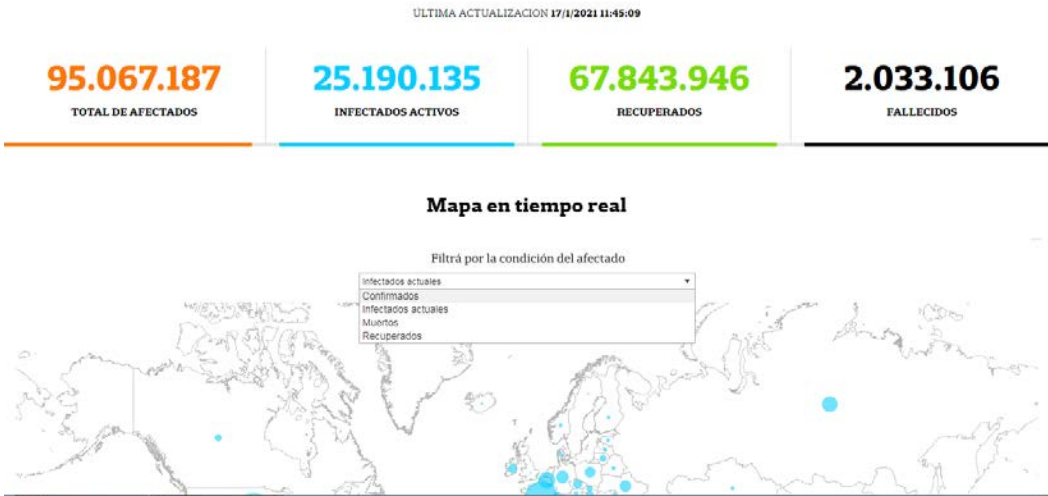 ÚLTIMA ACTUALIZACION 17/1/2021 11:45:09
95.067.187
TOTAL DE AFECTADOS
25.190.135
INFECTADOS ACTIVOS
67.843.946
RECUPERADOS
2.033.106
FALLECIDOS
Mapa en tiempo real
Filtrá por la condición del afectado
Infectados actuales
Confirmados
Infectados actuales
Muertos
Recuperados